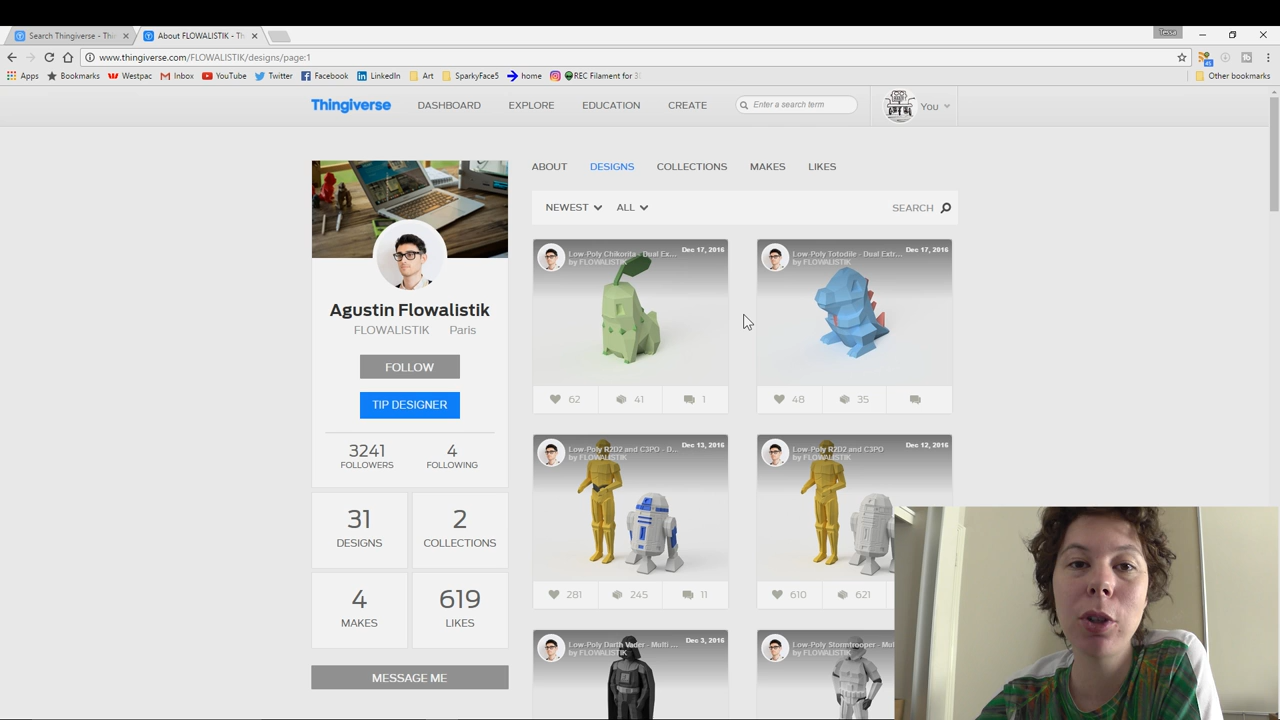 Search Thingiverse - Thi
About FLOWALISTIK - Th
Tessa
www.thingiverse.com/FLOWALISTIK/designs/page:1
Apps Bookmarks Westpac Inbox YouTube Twitter Facebook LinkedIn Art SparkyFace5 home REC Filament for 3 Other bookmarks
Thingiverse DASHBOARD EXPLORE EDUCATION CREATE Enter a search term You
ABOUT DESIGNS COLLECTIONS MAKES LIKES
NEWEST ALL SEARCH
Agustin Flowalistik
FLOWALISTIK Paris
FOLLOW
TIP DESIGNER
3241 4
FOLLOWERS FOLLOWING
31 2
DESIGNS COLLECTIONS
4 619
MAKES LIKES
MESSAGE ME
Low-Poly Chikorita - Dual Ex... Dec 17, 2016
by FLOWALISTIK
62 41 1
Low-Poly Totodile - Dual Extr... Dec 17, 2016
by FLOWALISTIK
48 35
Low-Poly R2D2 and C3PO - D... Dec 13, 2016
by FLOWALISTIK
281 245 11
Low-Poly R2D2 and C3PO Dec 12, 2016
by FLOWALISTIK
610 621
Low-Poly Darth Vader - Multi ... Dec 3, 2016
by FLOWALISTIK
Low-Poly Stormtrooper - Mul
by FLOWALISTIK